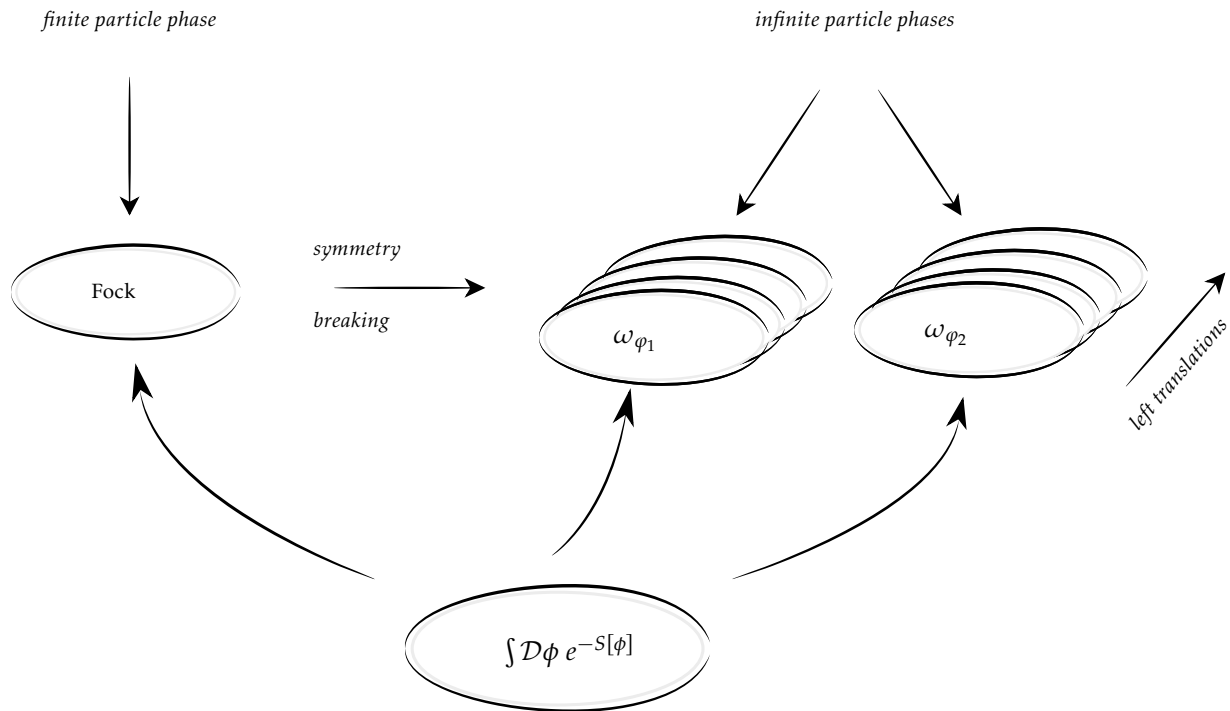 finite particle phase
infinite particle phases
symmetry
breaking
Fock
ω_{φ_1}
ω_{φ_2}
left translations
∫ 𝒟ϕ e^{−S[ϕ]}